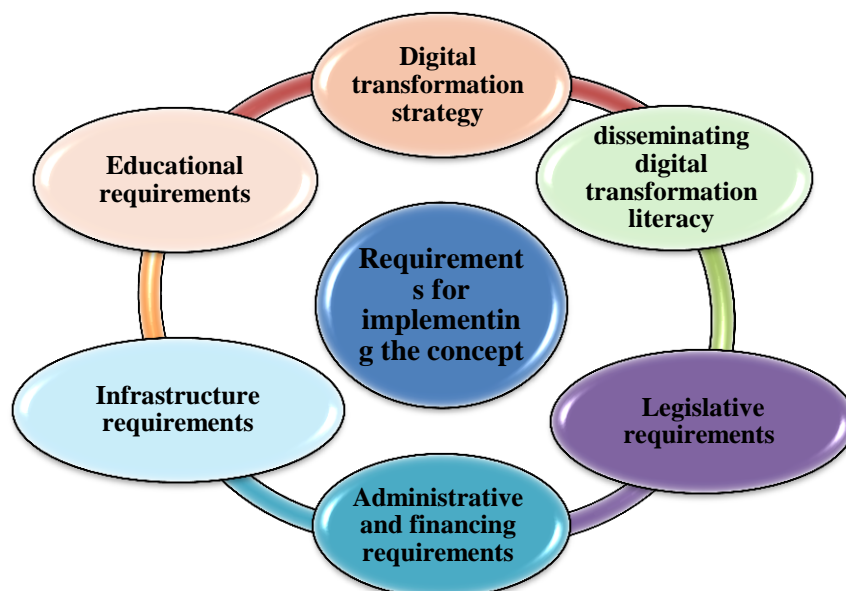 Digital
transformation
strategy
disseminating
digital
transformation
literacy
Legislative
requirements
Administrative
and financing
requirements
Infrastructure
requirements
Educational
requirements
Requirement
s for
implementin
g the concept